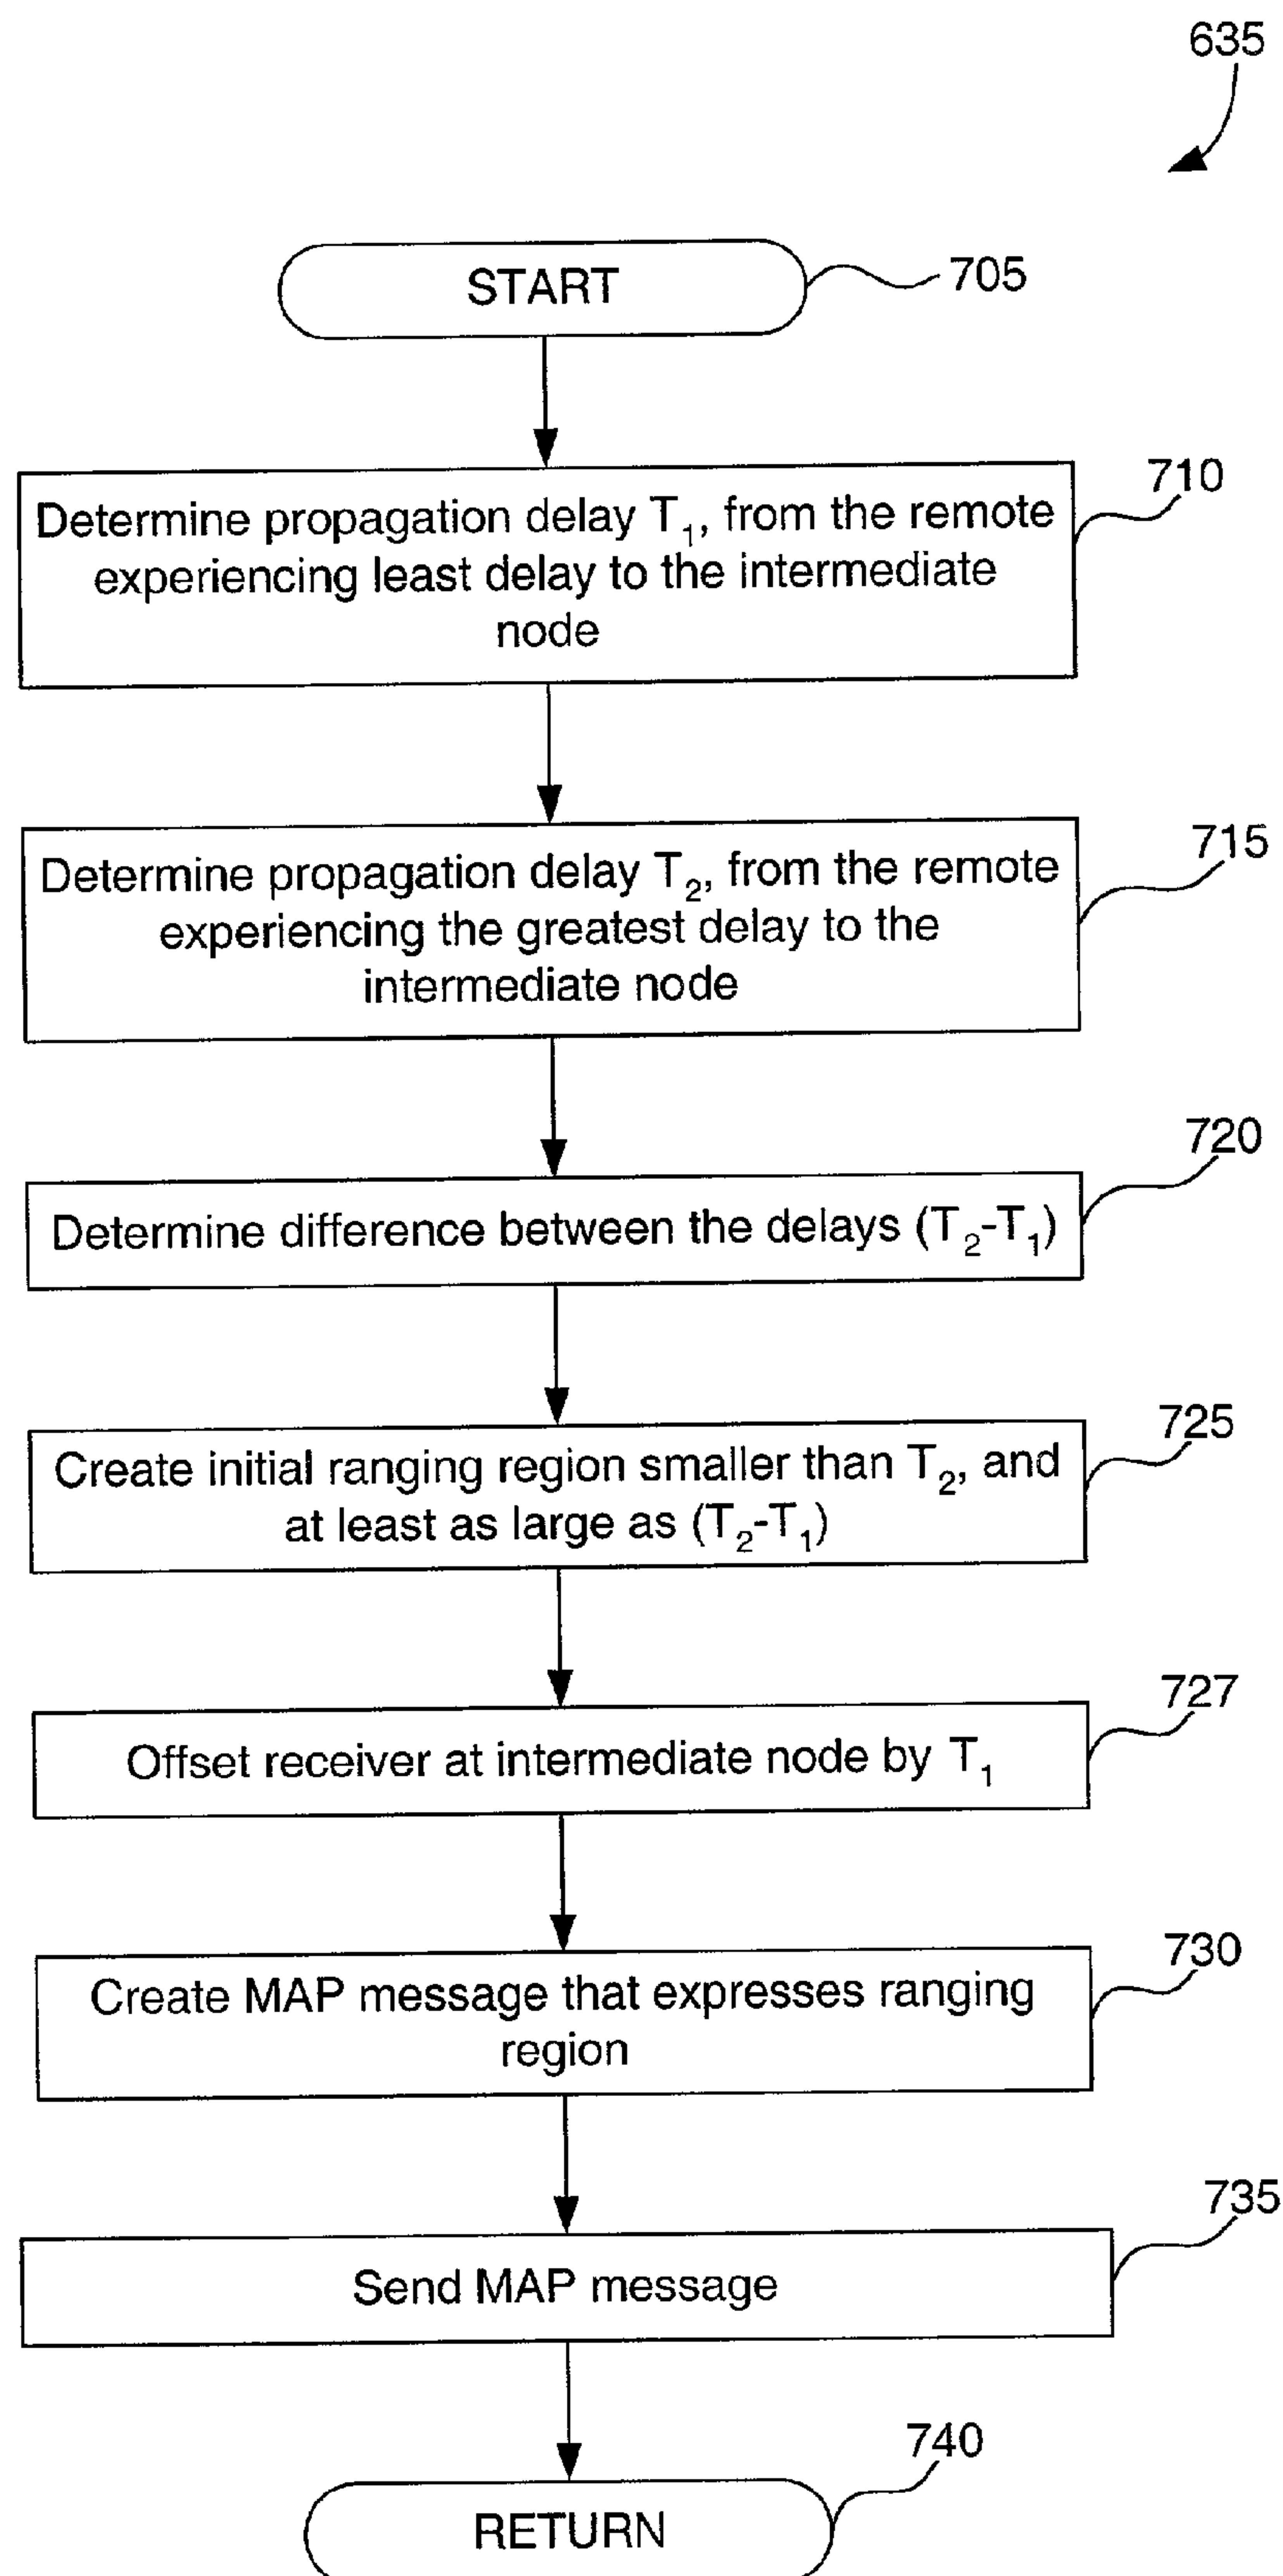 635
START
705
Determine propagation delay T₁, from the remote
experiencing least delay to the intermediate
node
710
Determine propagation delay T₂, from the remote
experiencing the greatest delay to the
intermediate node
715
Determine difference between the delays (T₂-T₁)
720
Create initial ranging region smaller than T₂, and
at least as large as (T₂-T₁)
725
Offset receiver at intermediate node by T₁
727
Create MAP message that expresses ranging
region
730
Send MAP message
735
RETURN
740